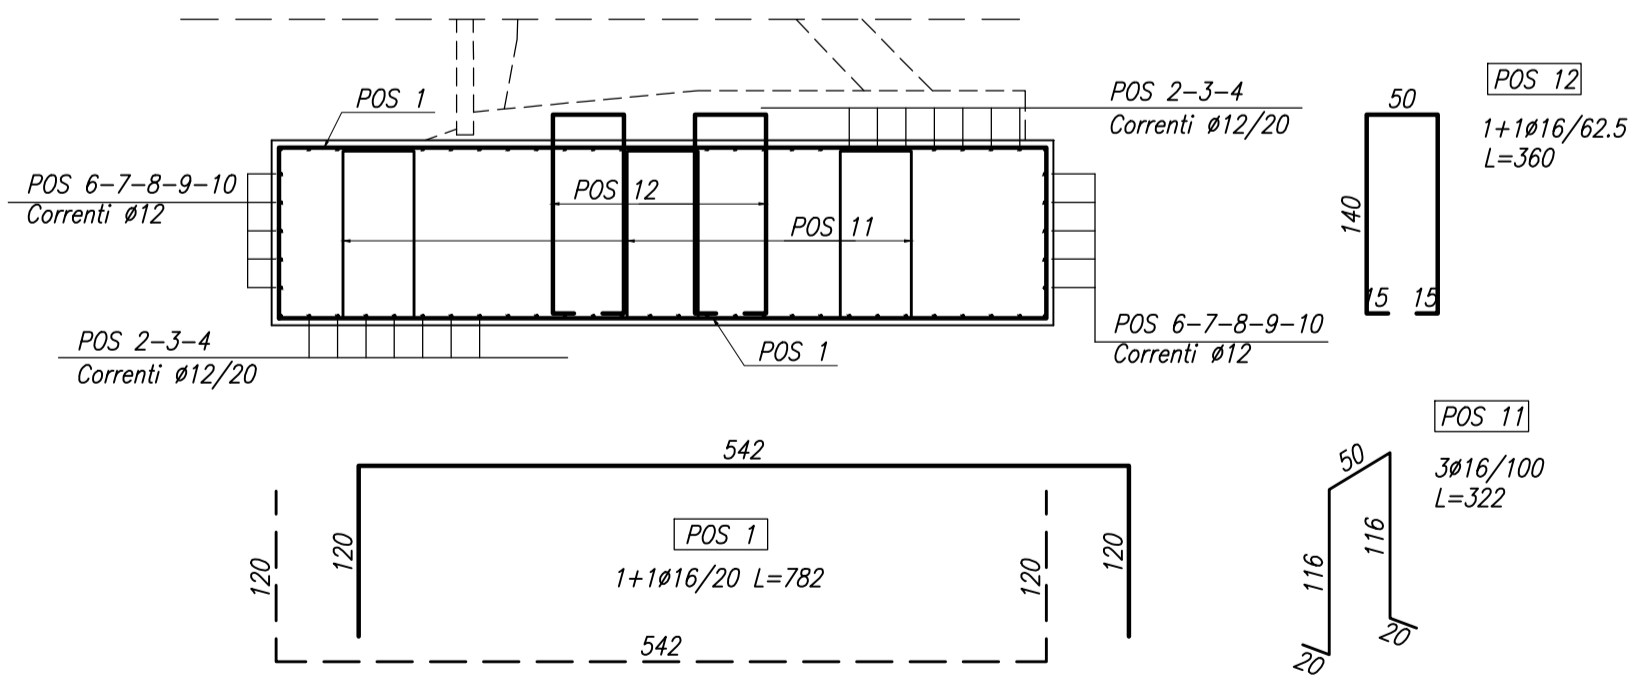 POS 1
POS 2-3-4
Correnti ø12/20
POS 12
1+1ø16/62.5
L=360
50
140
15 15
POS 6-7-8-9-10
Correnti ø12
POS 12
POS 11
POS 2-3-4
Correnti ø12/20
POS 1
POS 6-7-8-9-10
Correnti ø12
POS 11
3ø16/100
L=322
50
116
116
20
20
542
120
120
POS 1
1+1ø16/20 L=782
120
120
542